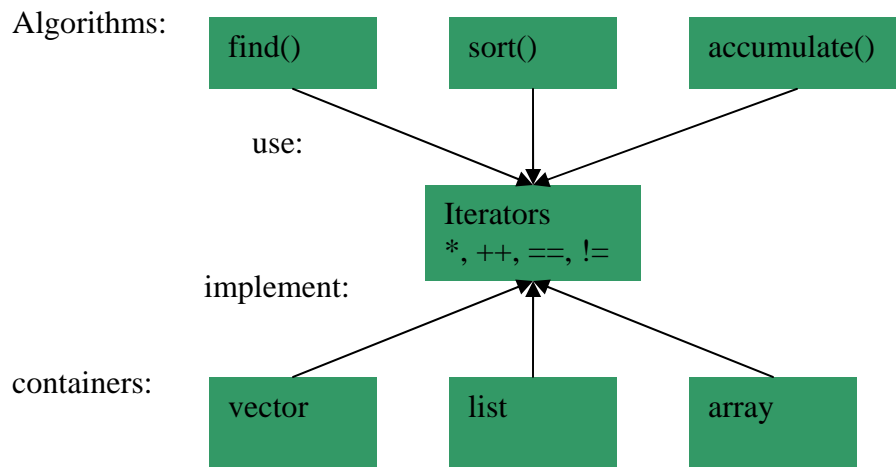 Algorithms:
find()
sort()
accumulate()
use:
Iterators
*, ++, ==, !=
implement:
containers:
vector
list
array